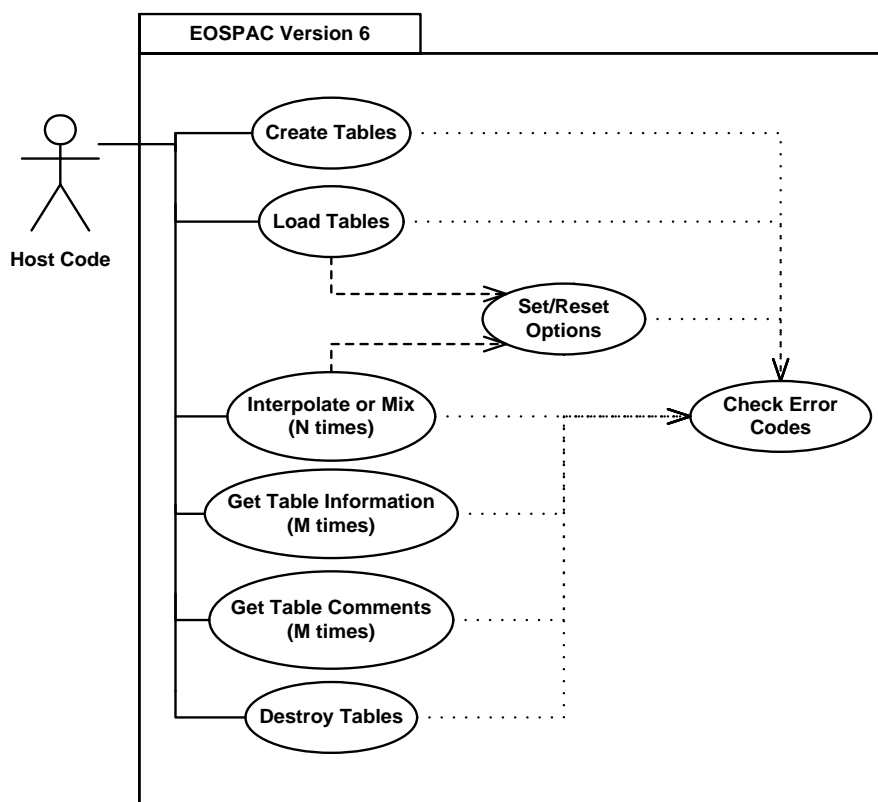 EOSPAC Version 6
Create Tables
Host Code
Load Tables
Set/Reset
Options
Interpolate or Mix
(N times)
Check Error
Codes
Get Table Information
(M times)
Get Table Comments
(M times)
Destroy Tables